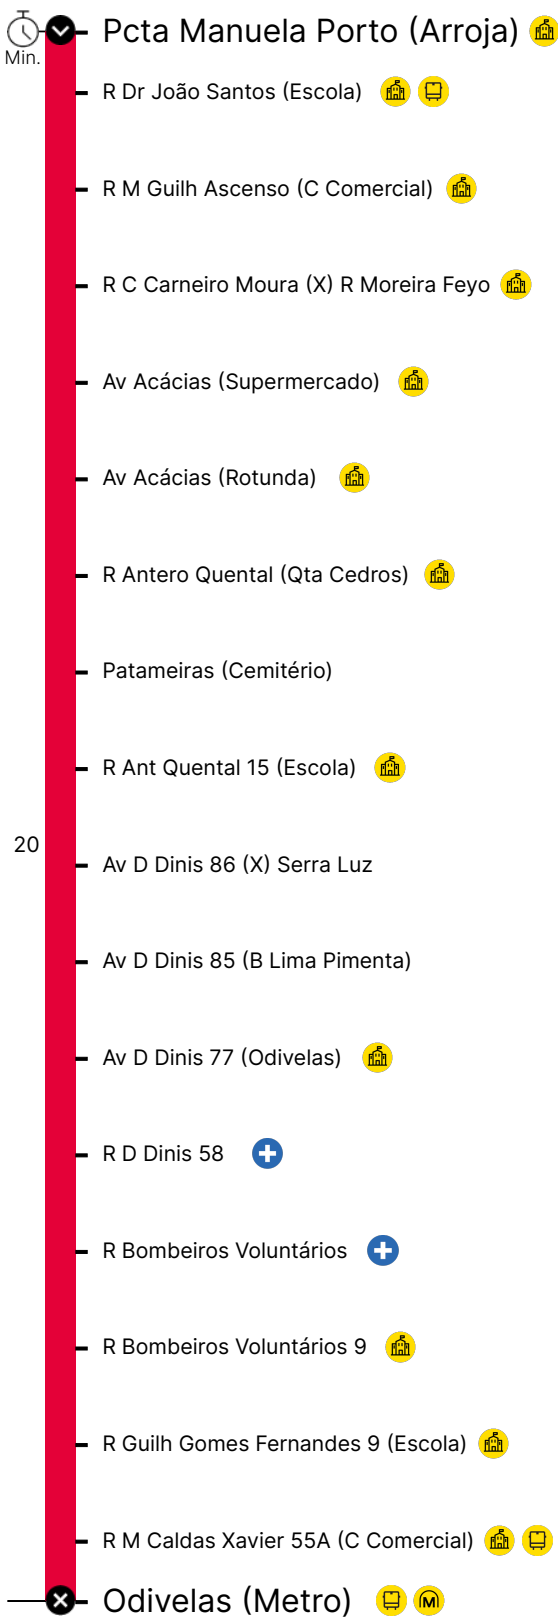 Pcta Manuela Porto (Arroja)
Min.
R Dr João Santos (Escola)
R M Guilh Ascenso (C Comercial)
R C Carneiro Moura (X) R Moreira Feyo
Av Acácias (Supermercado)
Av Acácias (Rotunda)
R Antero Quental (Qta Cedros)
Patameiras (Cemitério)
R Ant Quental 15 (Escola)
20
Av D Dinis 86 (X) Serra Luz
Av D Dinis 85 (B Lima Pimenta)
Av D Dinis 77 (Odivelas)
R D Dinis 58
R Bombeiros Voluntários
R Bombeiros Voluntários 9
R Guilh Gomes Fernandes 9 (Escola)
R M Caldas Xavier 55A (C Comercial)
Odivelas (Metro) M